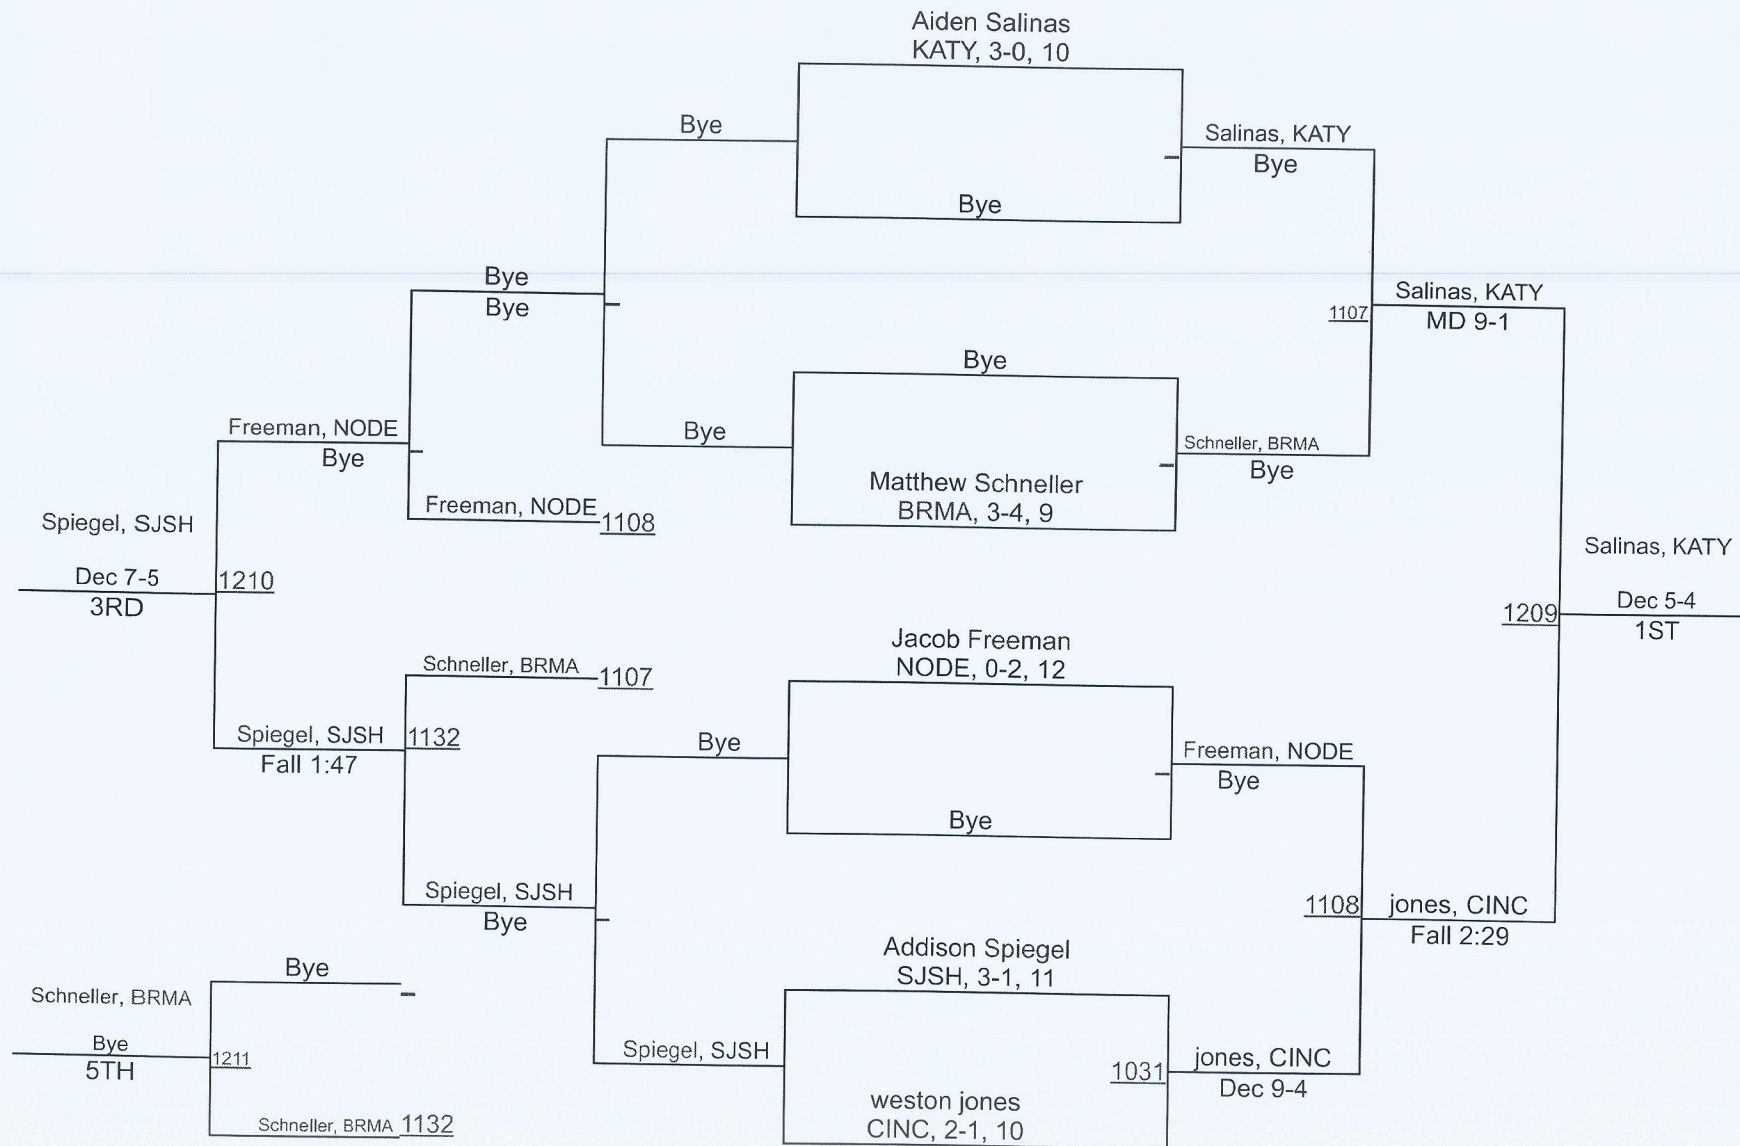 Aiden Salinas
KATY, 3-0, 10
Bye
Salinas, KATY
Bye
Bye
Bye
Bye
Salinas, KATY
1107
MD 9-1
Bye
Freeman, NODE
Bye
Bye
Schneller, BRMA
Bye
Matthew Schneller
BRMA, 3-4, 9
Freeman, NODE
1108
Spiegel, SJSH
Dec 7-5
3RD
1210
Salinas, KATY
Dec 5-4
1ST
1209
Jacob Freeman
NODE, 0-2, 12
Schneller, BRMA
1107
Spiegel, SJSH
Fall 1:47
1132
Bye
Freeman, NODE
Bye
Bye
Spiegel, SJSH
Bye
1108
jones, CINC
Fall 2:29
Addison Spiegel
SJSH, 3-1, 11
Bye
Schneller, BRMA
Bye
5TH
1211
Spiegel, SJSH
1031
jones, CINC
Dec 9-4
weston jones
CINC, 2-1, 10
Schneller, BRMA
1132